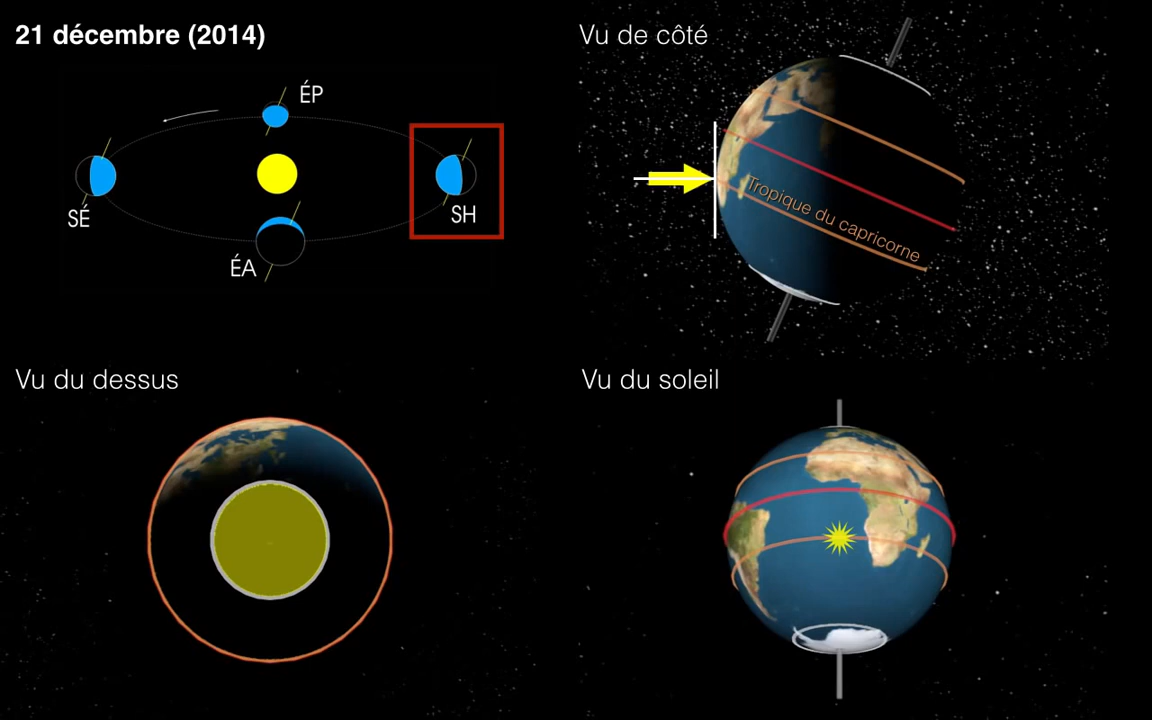 21 décembre (2014)
ÉP
SÉ
SH
ÉA
Vu de côté
Tropique du capricorne
Vu du dessus
Vu du soleil